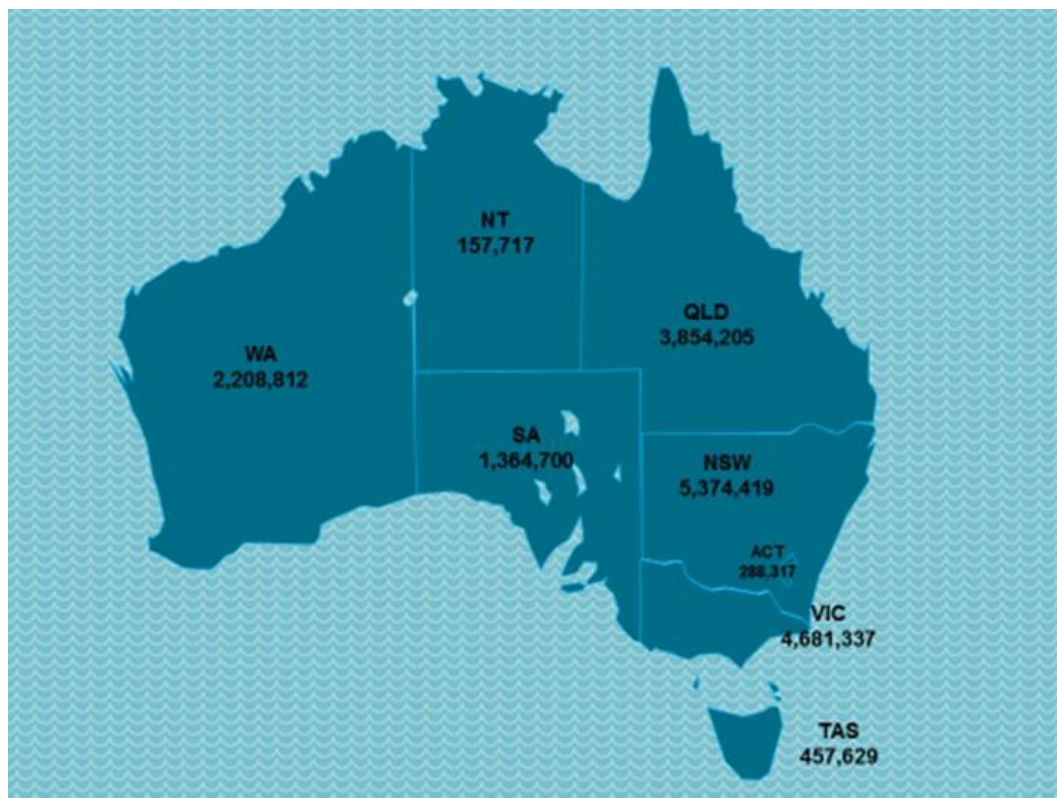 NT
157,717
QLD
3,854,205
WA
2,208,812
SA
1,364,700
NSW
5,374,419
ACT
288,317
VIC
4,681,337
TAS
457,629